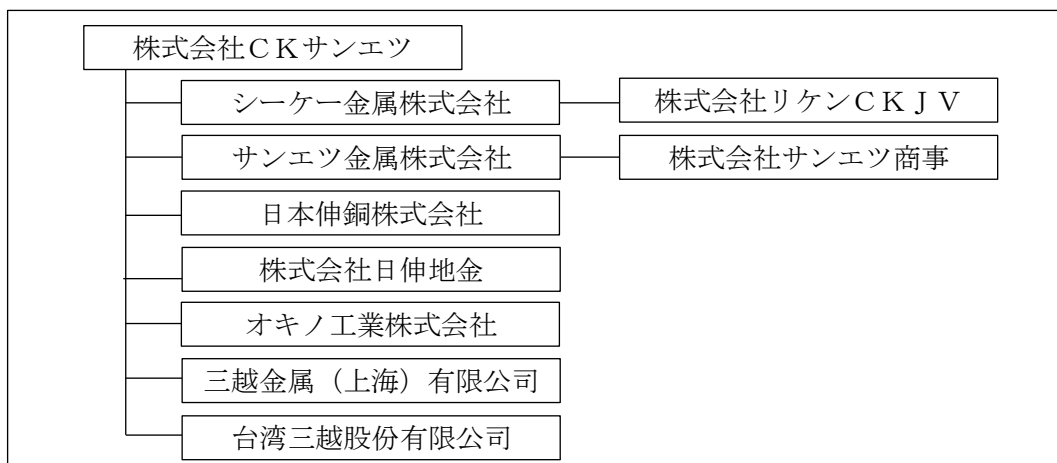 株式会社ＣＫサンエツ
シーケー金属株式会社
株式会社リケンＣＫＪＶ
サンエツ金属株式会社
株式会社サンエツ商事
日本伸銅株式会社
株式会社日伸地金
オキノ工業株式会社
三越金属（上海）有限公司
台湾三越股份有限公司